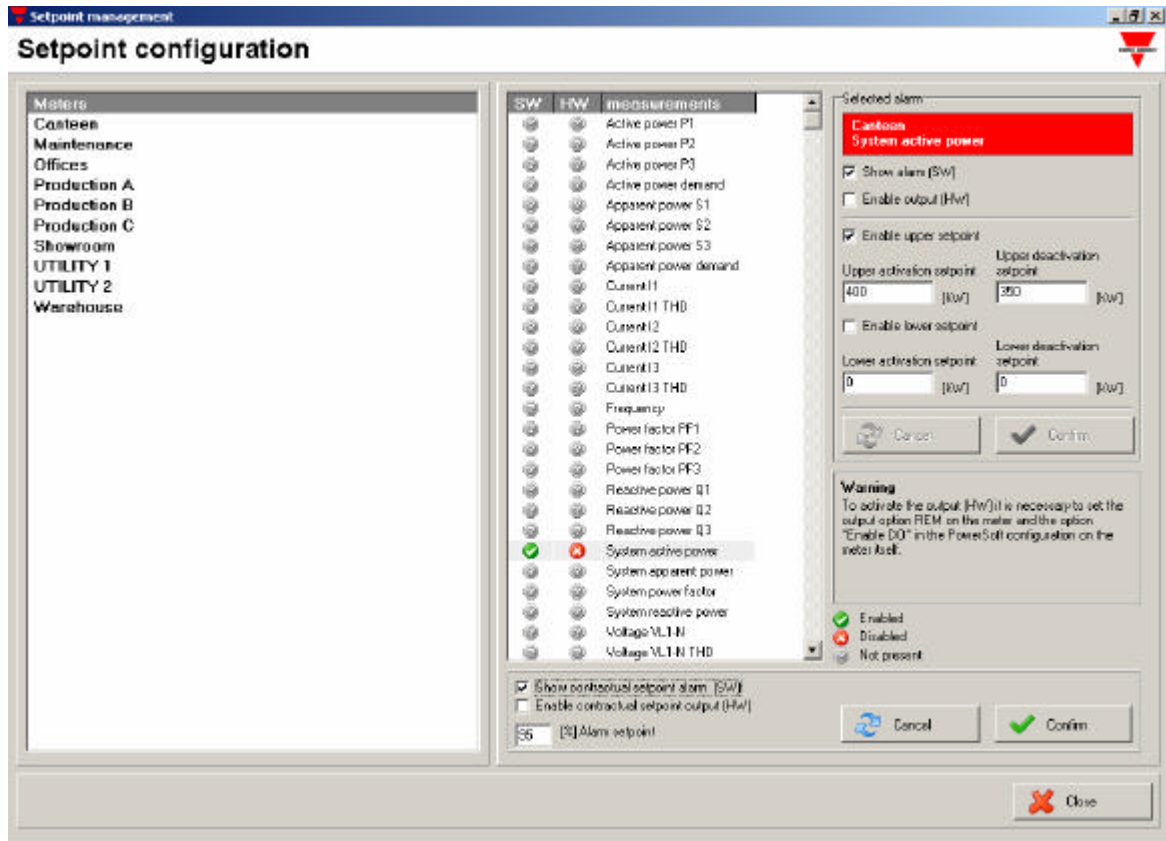 Setpoint management
Setpoint configuration
Meters
Canteen
Maintenance
Offices
Production A
Production B
Production C
Showroom
UTILITY 1
UTILITY 2
Warehouse
SW HW measurements
Active power P1
Active power P2
Active power P3
Active power demand
Apparent power S1
Apparent power S2
Apparent power S3
Apparent power demand
Current I1
Current I1 THD
Current I2
Current I2 THD
Current I3
Current I3 THD
Frequency
Power factor PF1
Power factor PF2
Power factor PF3
Reactive power Q1
Reactive power Q2
Reactive power Q3
System active power
System apparent power
System power factor
System reactive power
Voltage VL1-N
Voltage VL1-N THD
Selected alarm
Canteen
System active power
Show alarm (SW)
Enable output (HW)
Enable upper setpoint
Upper activation setpoint
Upper deactivation setpoint
400 [kW]
350 [kW]
Enable lower setpoint
Lower activation setpoint
Lower deactivation setpoint
0 [kW]
0 [kW]
Cancel
Confirm
Warning
To activate the output (HW) it is necessary to set the
output option REM on the meter and the option
"Enable DO" in the PowerSoft configuration on the
meter itself.
Enabled
Disabled
Not present
Show contractual setpoint alarm (SW)
Enable contractual setpoint output (HW)
[%] Alarm setpoint
Cancel
Confirm
Close